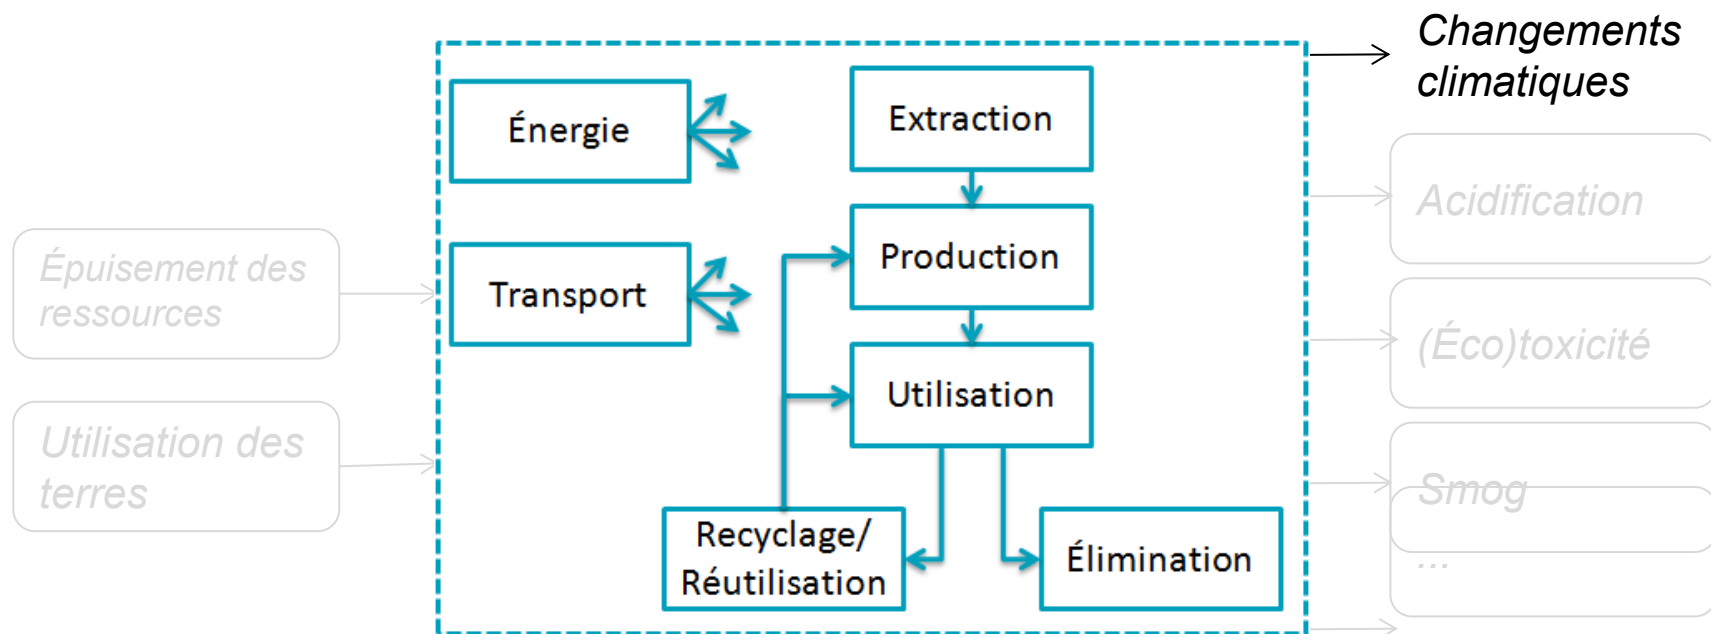 Changements
climatiques
Énergie
Extraction
Acidification
Épuisement des
ressources
Transport
Production
(Éco)toxicité
Utilisation
Utilisation des
terres
Smog
Recyclage/
Réutilisation
Élimination
...